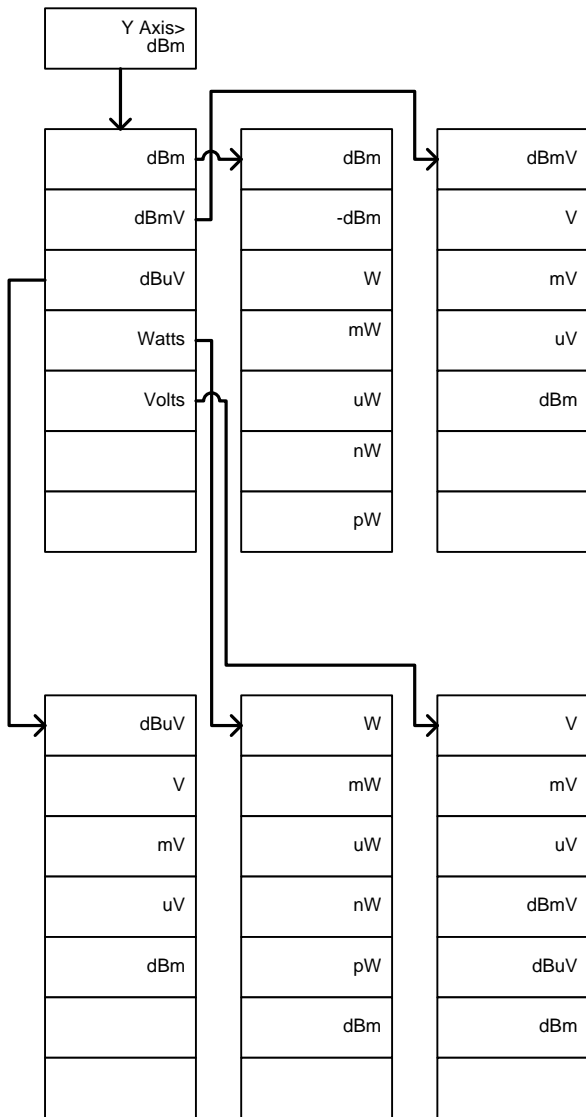 Y Axis>
dBm
dBm
dBmV
dBuV
Watts
Volts
dBm
-dBm
W
mW
uW
nW
pW
dBmV
V
mV
uV
dBm
dBuV
V
mV
uV
dBm
W
mW
uW
nW
pW
dBm
V
mV
uV
dBmV
dBuV
dBm